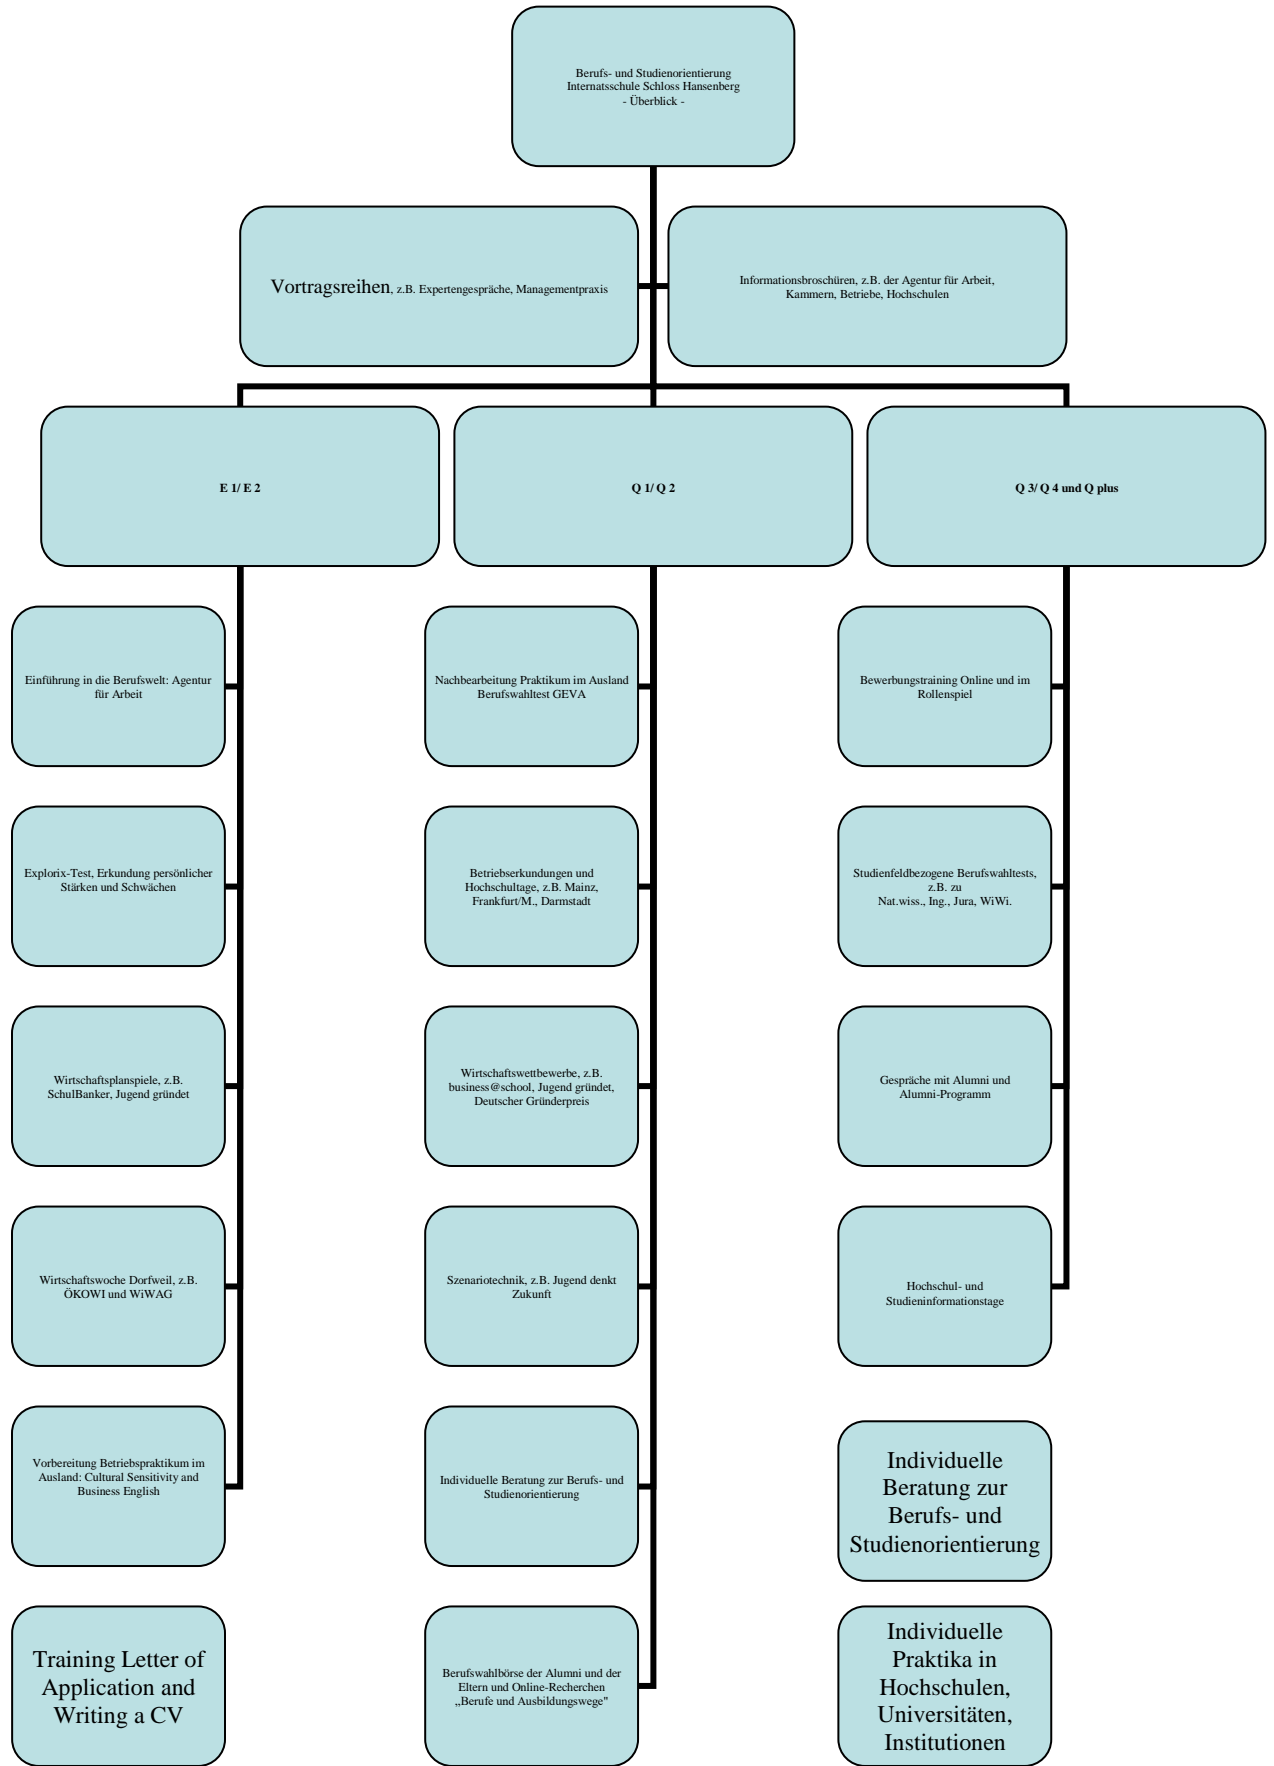 Berufs- und Studienorientierung
Internatsschule Schloss Hansenberg
- Überblick -
Vortragsreihen, z.B. Expertengespräche, Managementpraxis
Informationsbroschüren, z.B. der Agentur für Arbeit,
Kammern, Betriebe, Hochschulen
E 1/ E 2
Q 1/ Q 2
Q 3/ Q 4 und Q plus
Einführung in die Berufswelt: Agentur
für Arbeit
Nachbearbeitung Praktikum im Ausland
Berufswahltest GEVA
Bewerbungstraining Online und im
Rollenspiel
Explorix-Test, Erkundung persönlicher
Stärken und Schwächen
Betriebserkundungen und
Hochschultage, z.B. Mainz,
Frankfurt/M., Darmstadt
Studienfeldbezogene Berufswahltests,
z.B. zu
Nat.wiss., Ing., Jura, WiWi.
Wirtschaftsplanspiele, z.B.
SchulBanker, Jugend gründet
Wirtschaftswettbewerbe, z.B.
business@school, Jugend gründet,
Deutscher Gründerpreis
Gespräche mit Alumni und
Alumni-Programm
Wirtschaftswoche Dorfweil, z.B.
ÖKOWI und WiWAG
Szenariotechnik, z.B. Jugend denkt
Zukunft
Hochschul- und
Studieninformationstage
Vorbereitung Betriebspraktikum im
Ausland: Cultural Sensitivity and
Business English
Individuelle Beratung zur Berufs- und
Studienorientierung
Individuelle
Beratung zur
Berufs- und
Studienorientierung
Training Letter of
Application and
Writing a CV
Berufswahlbörse der Alumni und der
Eltern und Online-Recherchen
„Berufe und Ausbildungswege"
Individuelle
Praktika in
Hochschulen,
Universitäten,
Institutionen